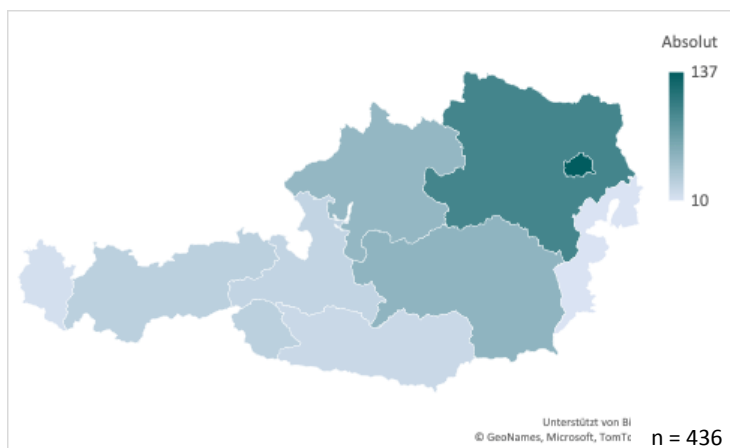 Absolut
137
10
Unterstützt von Bi
© GeoNames, Microsoft, TomTo
n = 436